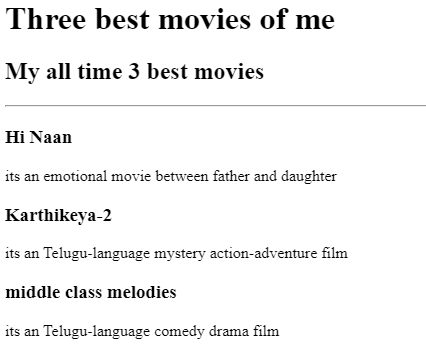 Three best movies of me
My all time 3 best movies
Hi Naan
its an emotional movie between father and daughter
Karthikeya-2
its an Telugu-language mystery action-adventure film
middle class melodies
its an Telugu-language comedy drama film